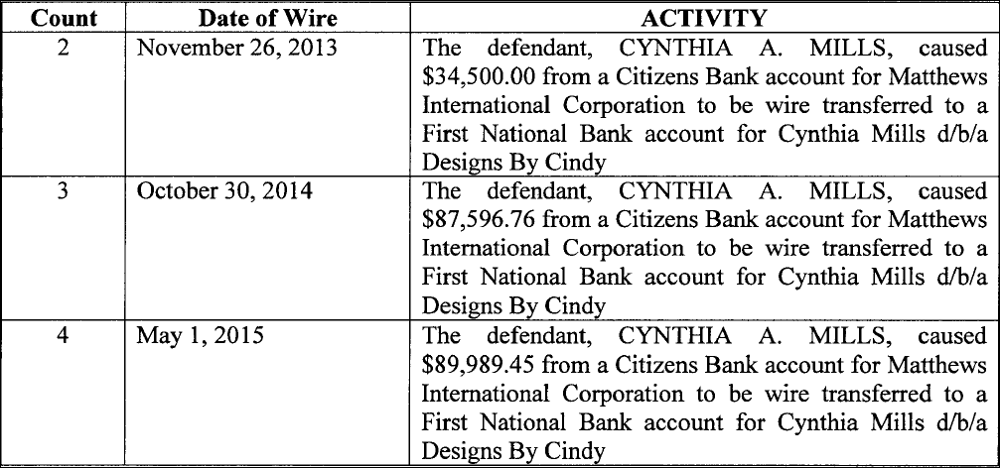 Count Date of Wire ACTIVITY
2 November 26, 2013 The defendant, CYNTHIA A. MILLS, caused
$34,500.00 from a Citizens Bank account for Matthews
International Corporation to be wire transferred to a
First National Bank account for Cynthia Mills d/b/a
Designs By Cindy
3 October 30, 2014 The defendant, CYNTHIA A. MILLS, caused
$87,596.76 from a Citizens Bank account for Matthews
International Corporation to be wire transferred to a
First National Bank account for Cynthia Mills d/b/a
Designs By Cindy
4 May 1, 2015 The defendant, CYNTHIA A. MILLS, caused
$89,989.45 from a Citizens Bank account for Matthews
International Corporation to be wire transferred to a
First National Bank account for Cynthia Mills d/b/a
Designs By Cindy